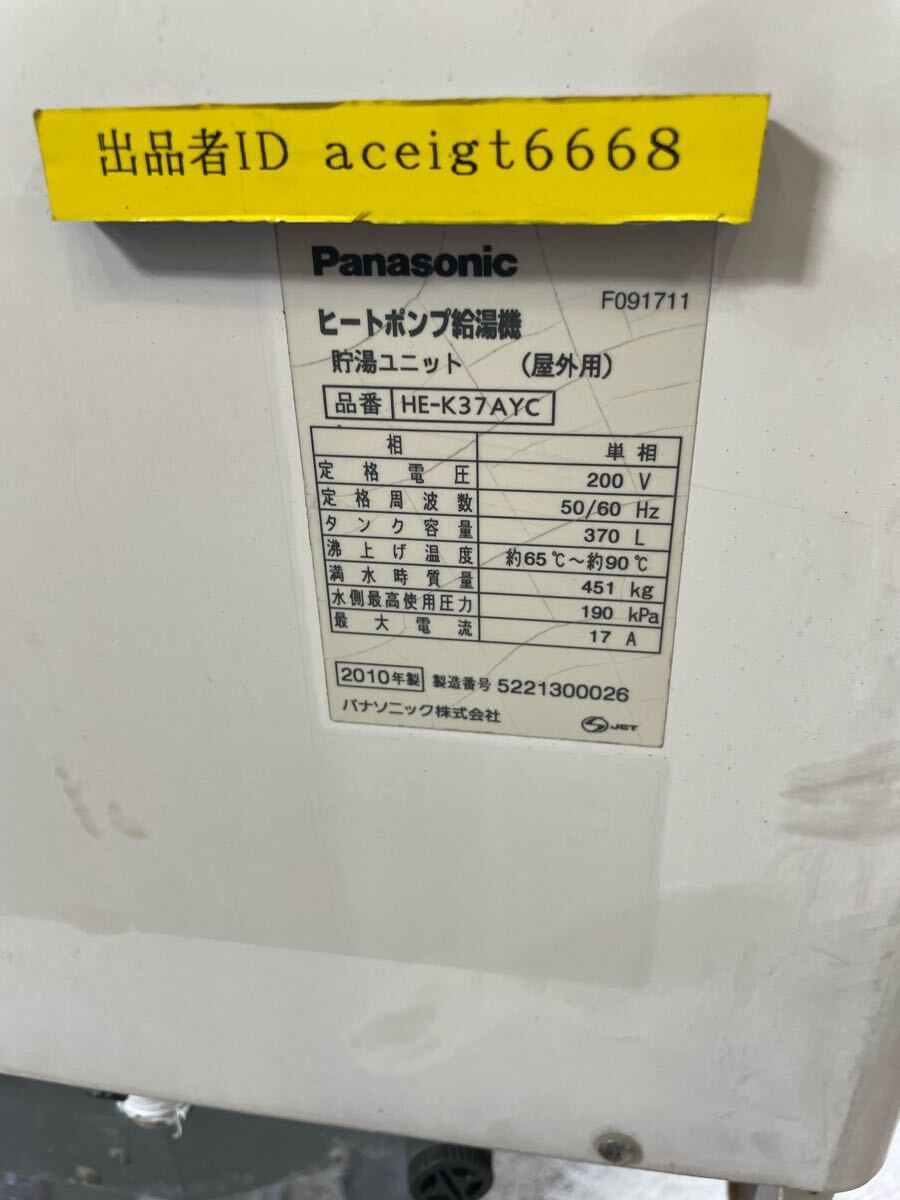 出品者ID aceigt6668
Panasonic
F091711
ヒートポンプ給湯機
貯湯ユニット (屋外用)
品番 HE-K37AYC
相 単相
定格電圧 200 V
定格周波数 50/60 Hz
タンク容量 370 L
沸上げ温度 約65℃～約90℃
満水時質量 451 kg
水側最高使用圧力 190 kPa
最大電流 17 A
2010年製 製造番号 5221300026
パナソニック株式会社
JET